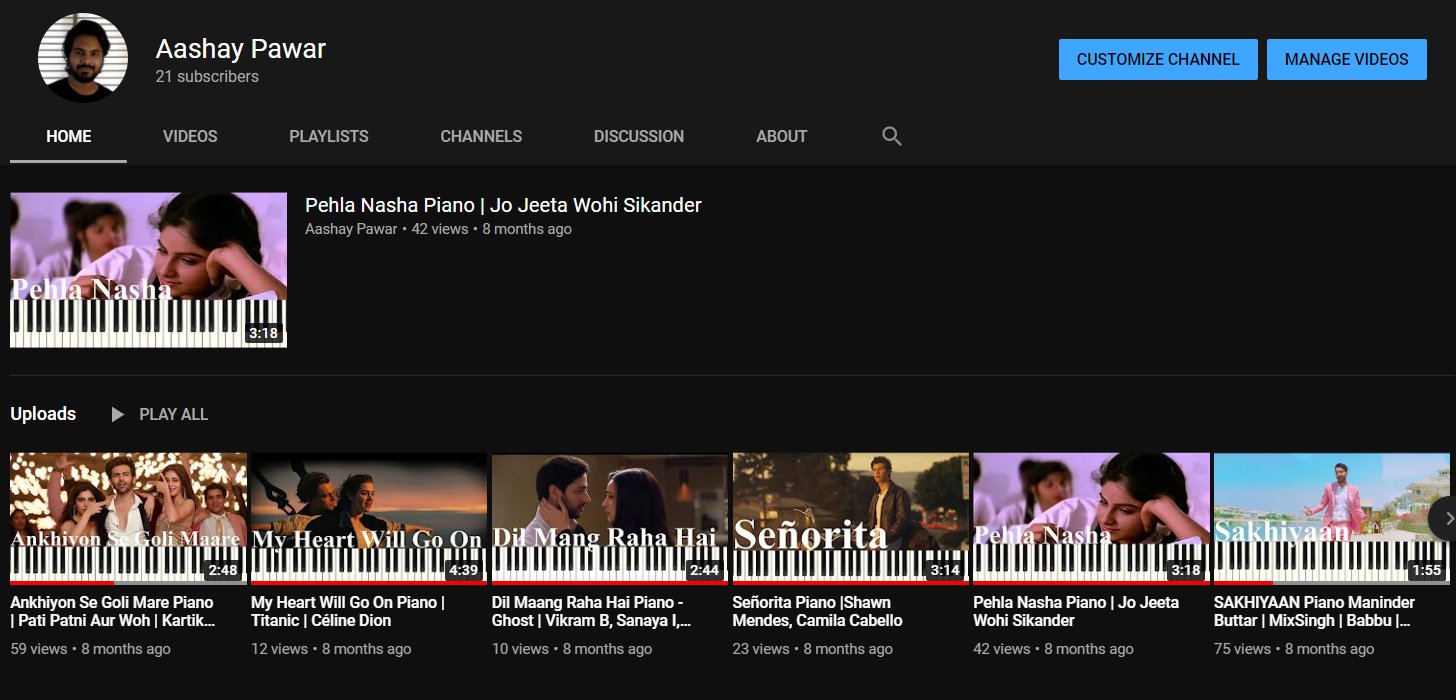 Aashay Pawar
21 subscribers
CUSTOMIZE CHANNEL
MANAGE VIDEOS
HOME
VIDEOS
PLAYLISTS
CHANNELS
DISCUSSION
ABOUT
Pehla Nasha
3:18
Pehla Nasha Piano | Jo Jeeta Wohi Sikander
Aashay Pawar • 42 views • 8 months ago
Uploads
PLAY ALL
Ankhiyon Se Goli Maare
2:48
Ankhiyon Se Goli Mare Piano
| Pati Patni Aur Woh | Kartik...
59 views • 8 months ago
My Heart Will Go On
4:39
My Heart Will Go On Piano |
Titanic | Céline Dion
12 views • 8 months ago
Dil Mang Raha Hai
2:44
Dil Maang Raha Hai Piano -
Ghost | Vikram B, Sanaya I,...
10 views • 8 months ago
Señorita
3:14
Señorita Piano |Shawn
Mendes, Camila Cabello
23 views • 8 months ago
Pehla Nasha
3:18
Pehla Nasha Piano | Jo Jeeta
Wohi Sikander
42 views • 8 months ago
Sakhiyaan
1:55
SAKHIYAAN Piano Maninder
Buttar | MixSingh | Babbu |...
75 views • 8 months ago